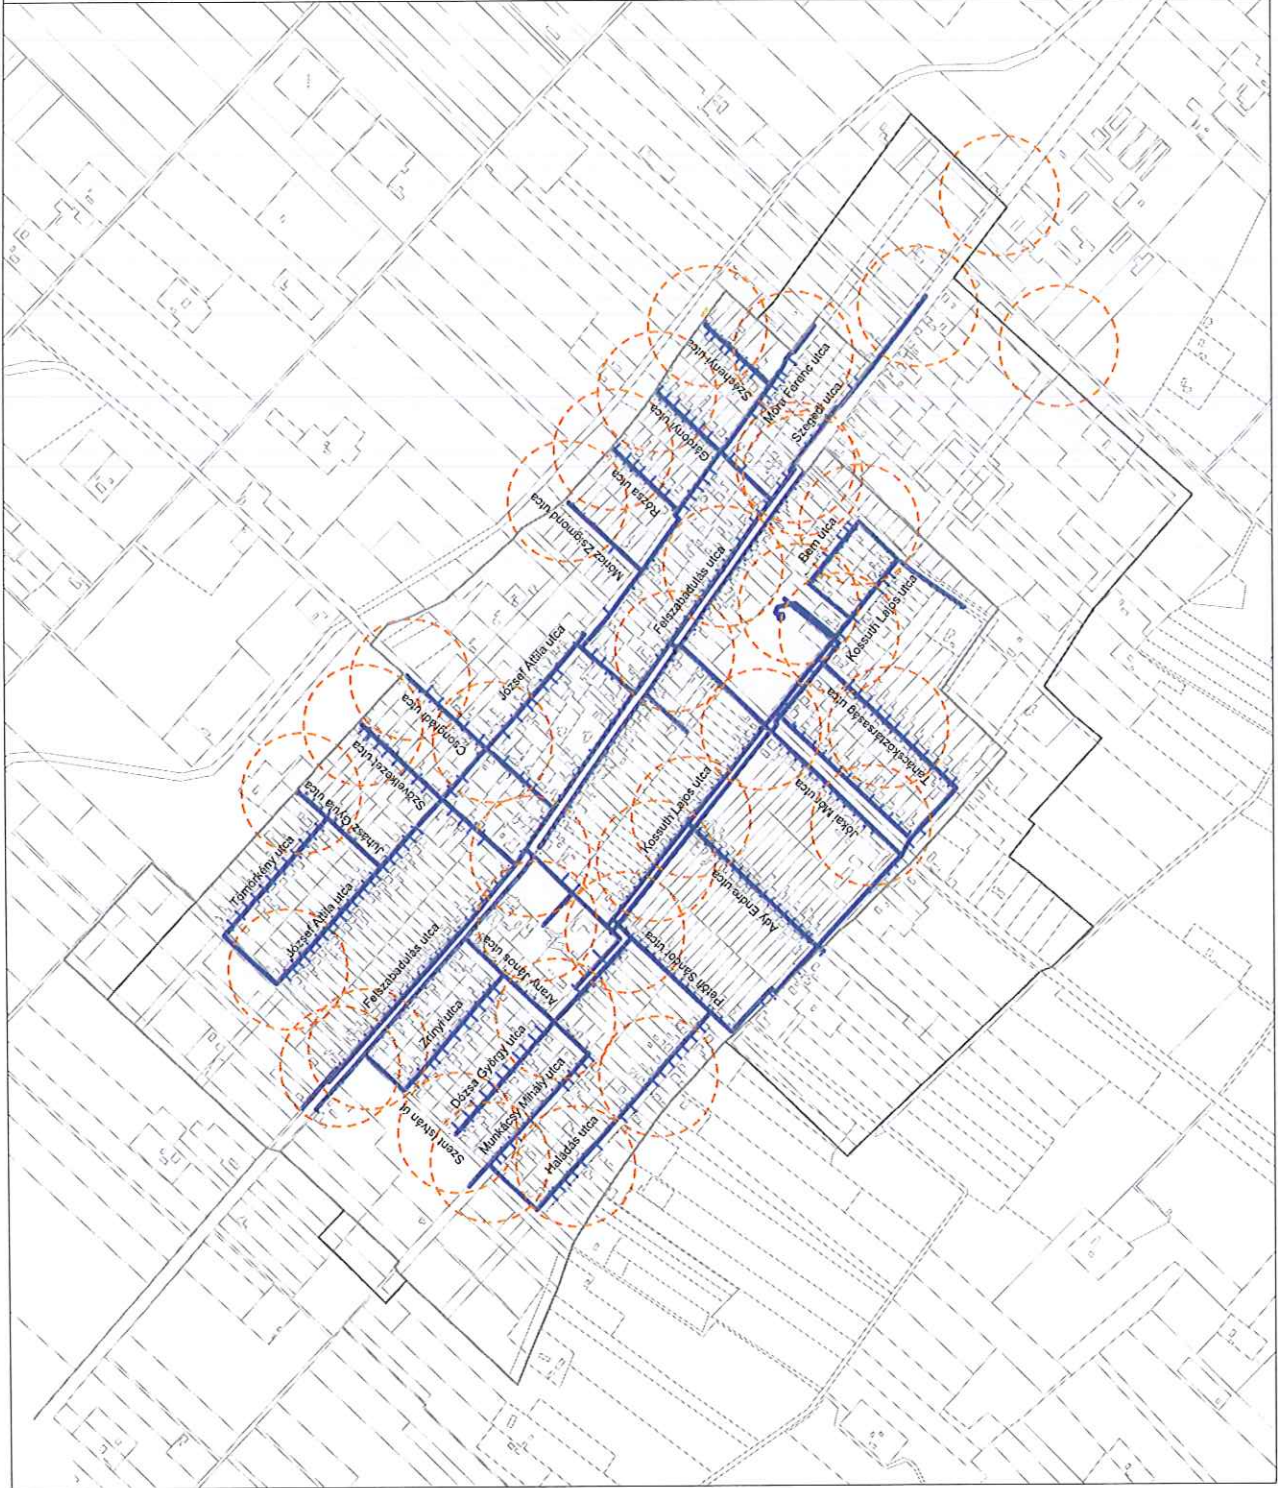 Széchenyi utca
Móra Ferenc utca
Gárdonyi utca
Szegedi utca
Rózsa utca
Móricz Zsigmond utca
Felszabadulás utca
Bem utca
Kossuth Lajos utca
József Attila utca
Csongrádi utca
Tanácsköztársaság utca
Szövetkezet utca
Juhász Gyula utca
Kossuth Lajos utca
Jókai Mór utca
Tömörkény utca
József Attila utca
Ady Endre utca
Felszabadulás utca
Arany János utca
Petőfi Sándor utca
Zrínyi utca
Dózsa György utca
Szent István út
Munkácsy Mihály utca
Haladás utca